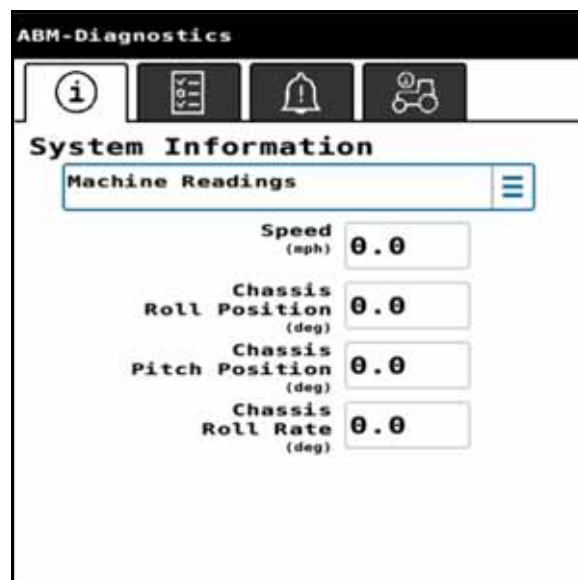 ABM-Diagnostics
System Information
Machine Readings
Speed
(mph)
0.0
Chassis
Roll Position
(deg)
0.0
Chassis
Pitch Position
(deg)
0.0
Chassis
Roll Rate
(deg)
0.0